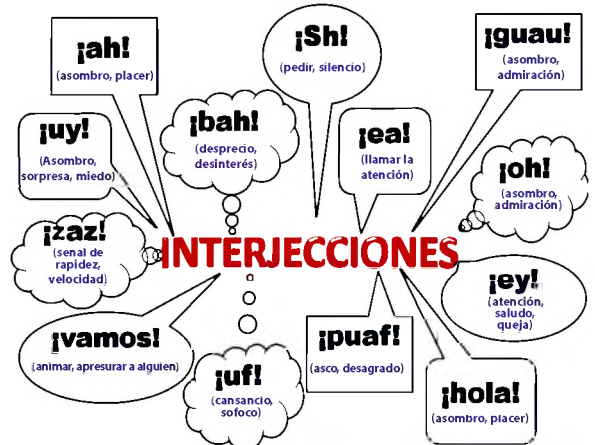 ¡ah!
(asombro, placer)
¡Sh!
(pedir, silencio)
¡guau!
(asombro,
admiración)
¡uy!
(Asombro,
sorpresa, miedo)
¡bah!
(desprecio,
desinterés)
¡ea!
(llamar la
atención)
¡oh!
(asombro,
admiración)
¡zaz!
(senal de
rapidez,
velocidad)
INTERJECCIONES
¡ey!
(atención,
saludo,
queja)
¡vamos!
(animar, apresurar a alguien)
¡uf!
(cansancio,
sofoco)
¡puaf!
(asco, desagrado)
¡hola!
(asombro, placer)